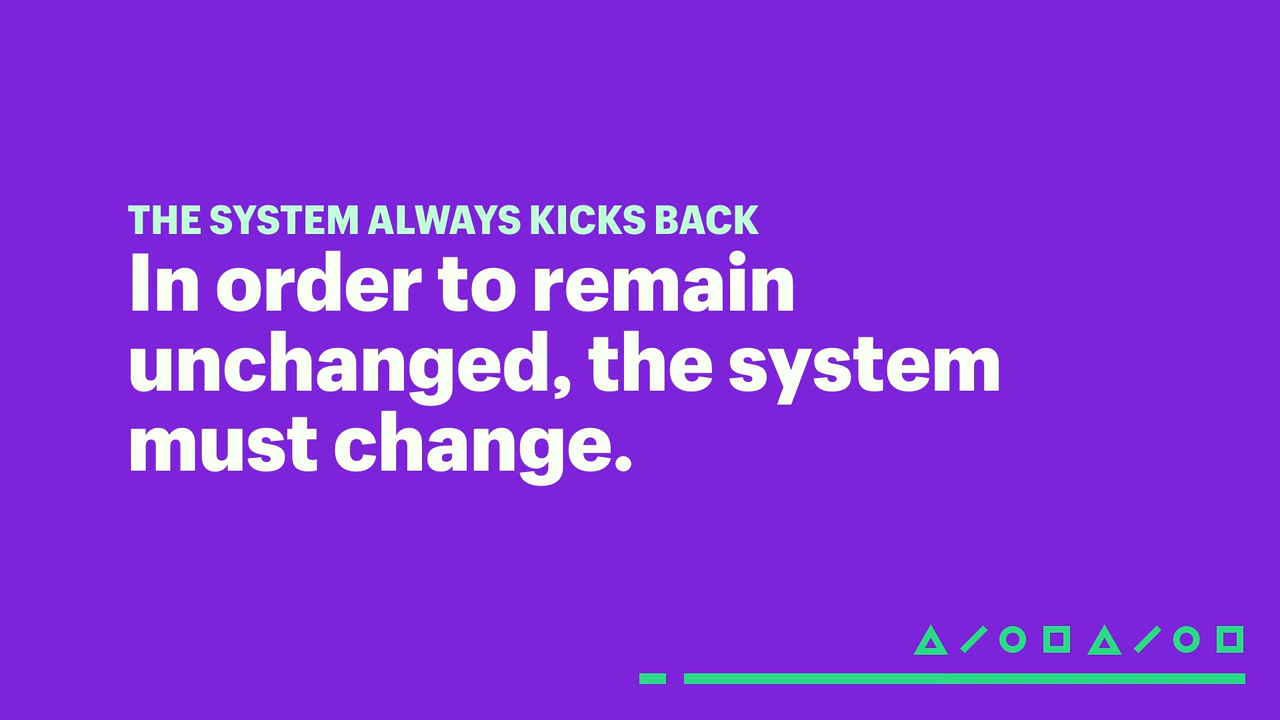 THE SYSTEM ALWAYS KICKS BACK
In order to remain
unchanged, the system
must change.